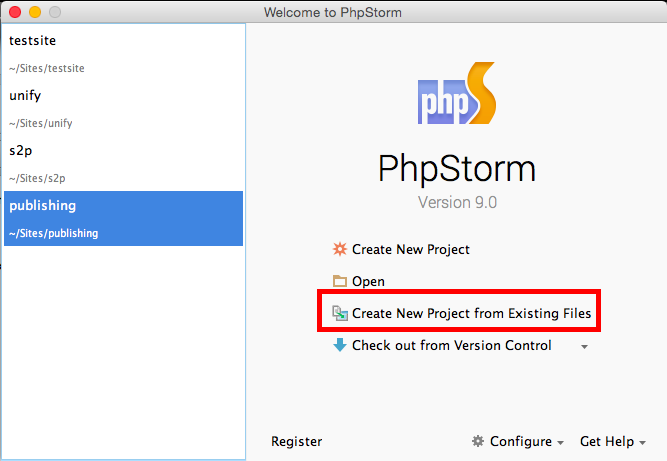 Welcome to PhpStorm
testsite
~/Sites/testsite
unify
~/Sites/unify
s2p
~/Sites/s2p
publishing
~/Sites/publishing
phpS
PhpStorm
Version 9.0
Create New Project
Open
Create New Project from Existing Files
Check out from Version Control
Register
Configure
Get Help